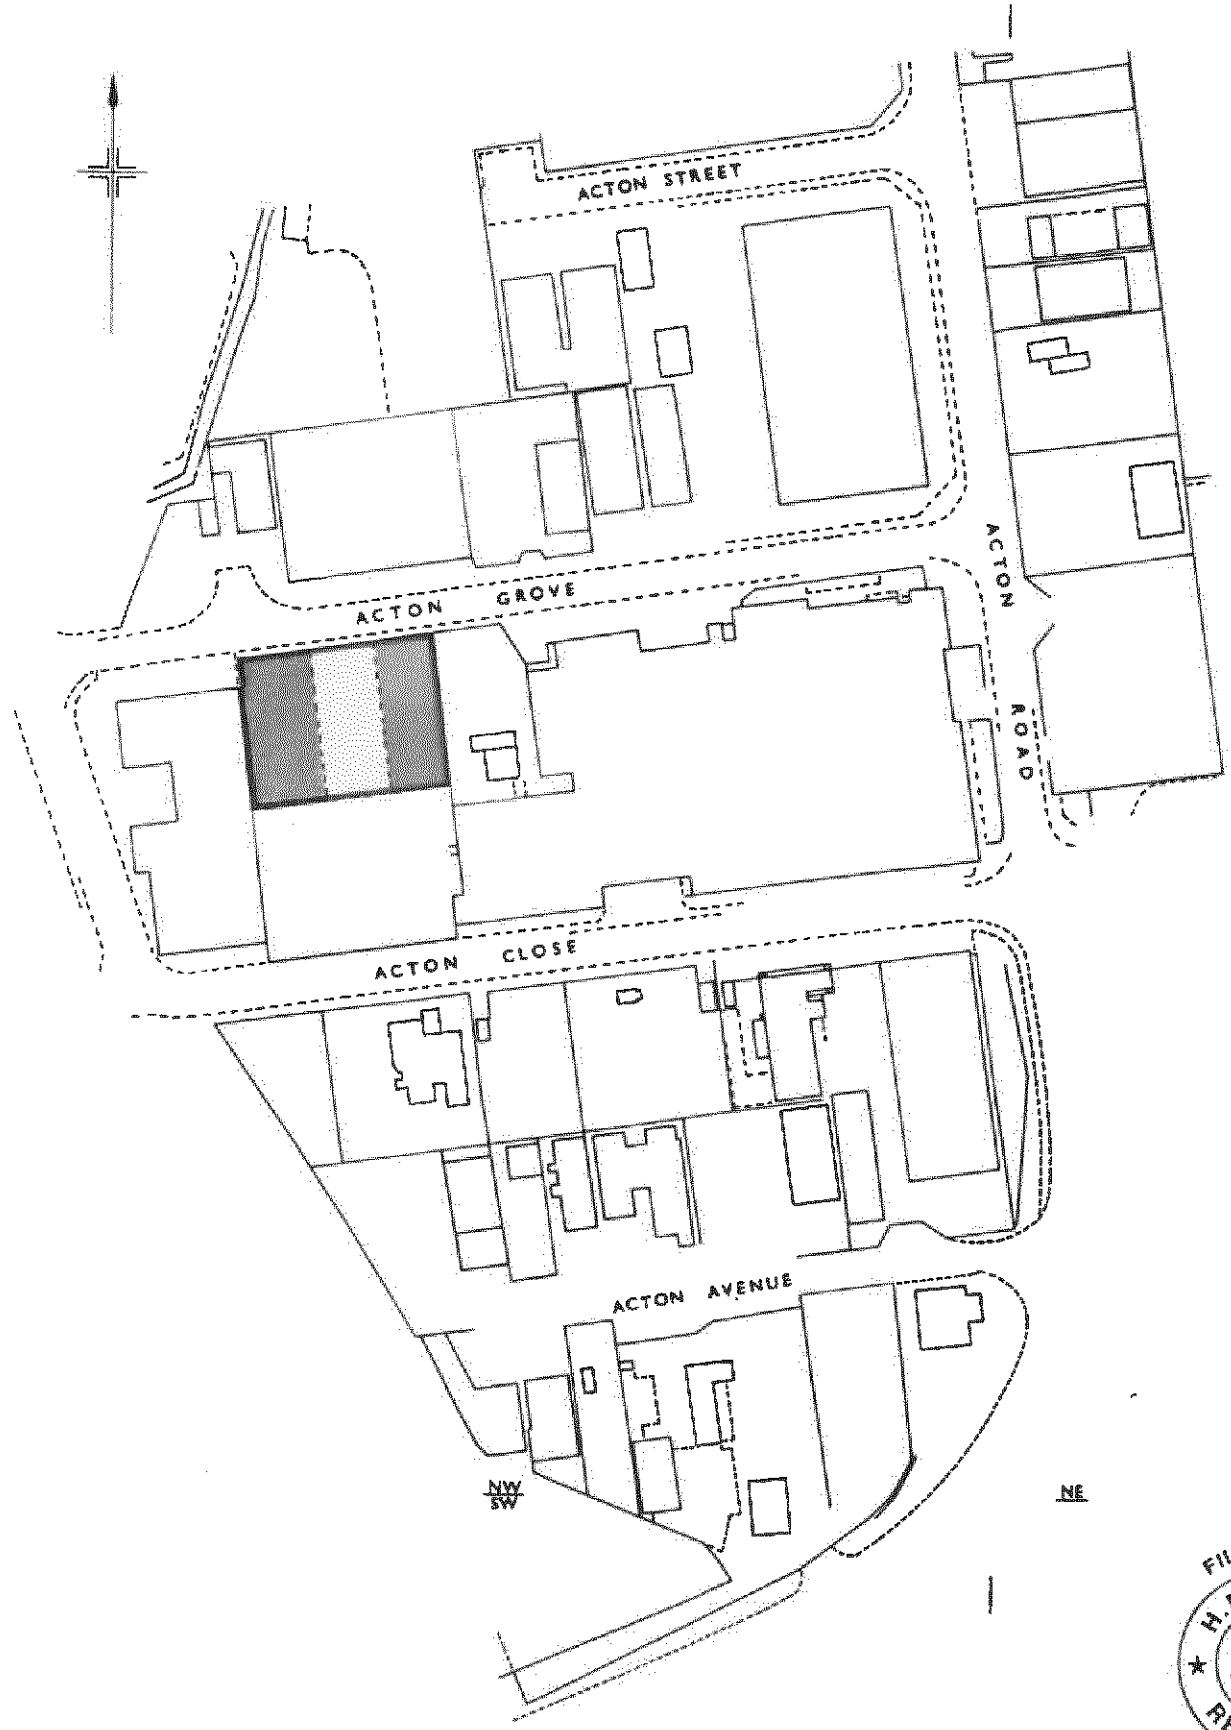 ACTON STREET
ACTON ROAD
ACTON GROVE
ACTON CLOSE
ACTON AVENUE
NW
SW
NE
H.